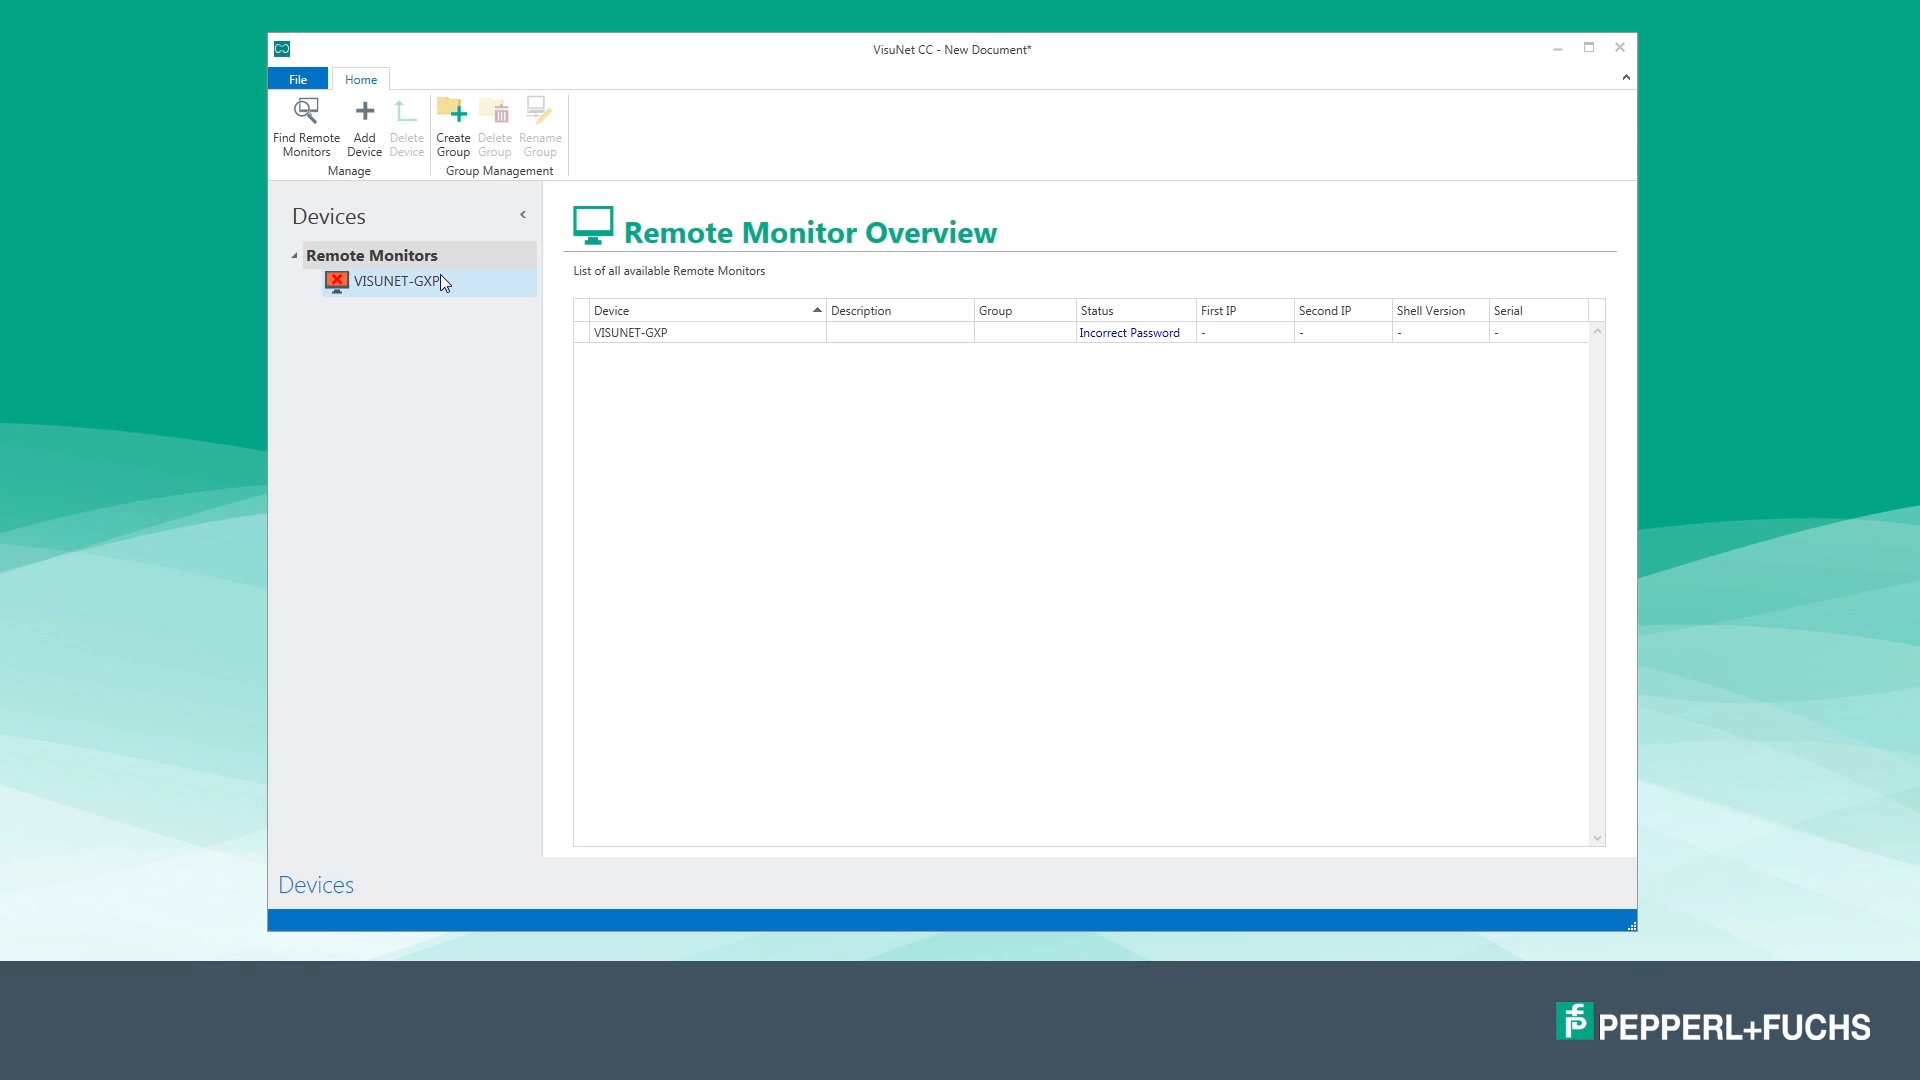 VisuNet CC - New Document*
File
Home
Find Remote
Monitors
Add
Device
Delete
Device
Manage
Create
Group
Delete
Group
Rename
Group
Group Management
Devices
Remote Monitors
VISUNET-GXP
Remote Monitor Overview
List of all available Remote Monitors
Device Description Group Status First IP Second IP Shell Version Serial
VISUNET-GXP Incorrect Password - - - -
Devices
PEPPERL+FUCHS